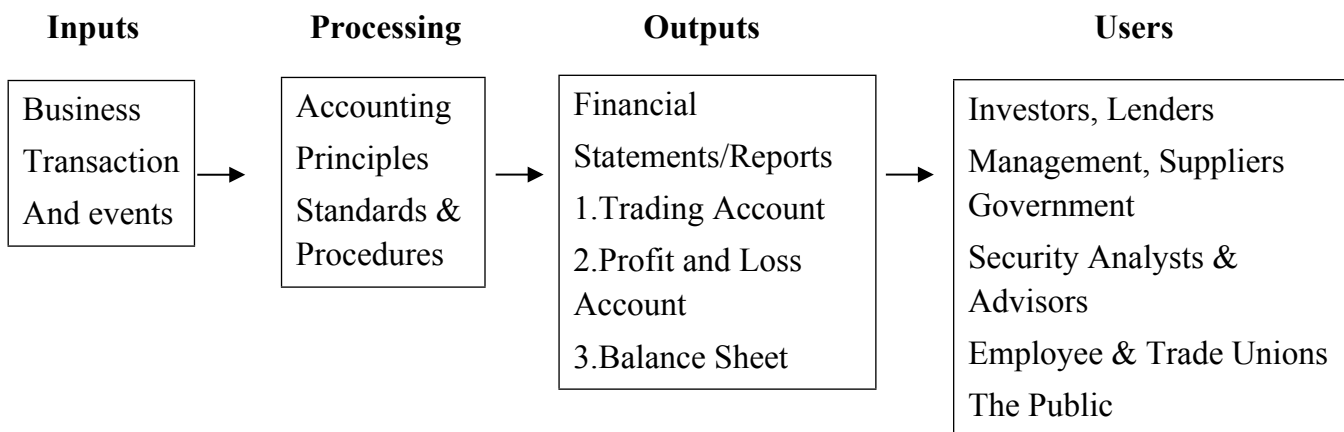 Inputs
Processing
Outputs
Users
Business
Transaction
And events
Accounting
Principles
Standards &
Procedures
Financial
Statements/Reports
1.Trading Account
2.Profit and Loss
Account
3.Balance Sheet
Investors, Lenders
Management, Suppliers
Government
Security Analysts &
Advisors
Employee & Trade Unions
The Public